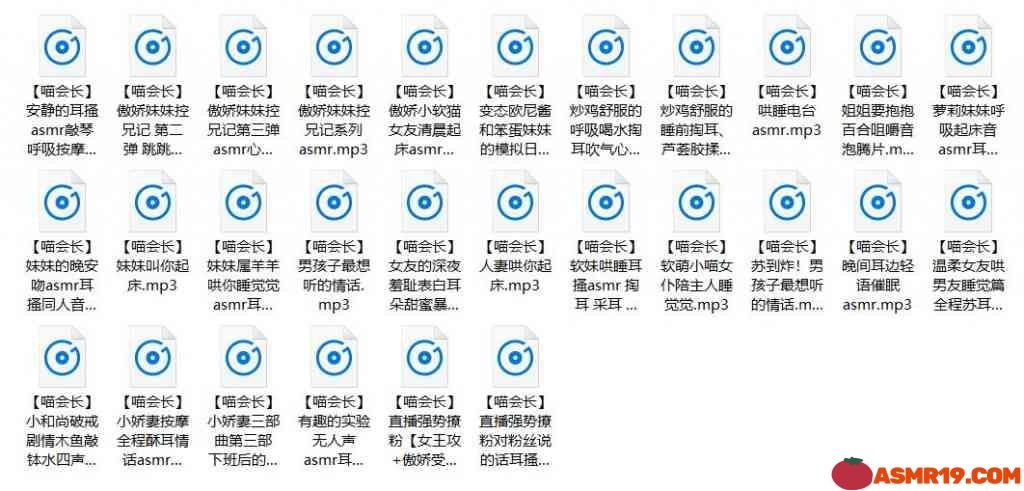 【喵会长】
安静的耳搔
asmr敲琴
呼吸按摩...
【喵会长】
傲娇妹妹控
兄记 第二
弹 跳跳...
【喵会长】
傲娇妹妹控
兄记第三弹
asmr心...
【喵会长】
傲娇妹妹控
兄记系列
asmr.mp3
【喵会长】
傲娇小软猫
女友清晨起
床asmr...
【喵会长】
变态欧尼酱
和笨蛋妹妹
的模拟日...
【喵会长】
炒鸡舒服的
呼吸喝水掏
耳吹气心...
【喵会长】
炒鸡舒服的
睡前掏耳、
芦荟胶揉...
【喵会长】
哄睡电台
asmr.mp3
【喵会长】
姐姐要抱抱
百合咀嚼音
泡腾片.m...
【喵会长】
萝莉妹妹呼
吸起床音
asmr耳...
【喵会长】
妹妹的晚安
吻asmr耳
搔同人音...
【喵会长】
妹妹叫你起
床.mp3
【喵会长】
妹妹属羊羊
哄你睡觉觉
asmr耳...
【喵会长】
男孩子最想
听的情话.
mp3
【喵会长】
女友的深夜
羞耻表白耳
朵甜蜜暴...
【喵会长】
人妻哄你起
床.mp3
【喵会长】
软妹哄睡耳
搔asmr 掏
耳 采耳 ...
【喵会长】
软萌小喵女
仆陪主人睡
觉觉.mp3
【喵会长】
苏到炸！男
孩子最想听
的情话.m...
【喵会长】
晚间耳边轻
语催眠
asmr.mp3
【喵会长】
温柔女友哄
男友睡觉篇
全程苏耳...
【喵会长】
小和尚破戒
剧情木鱼敲
钵水四声...
【喵会长】
小娇妻按摩
全程酥耳情
话asmr...
【喵会长】
小娇妻三部
曲第三部
下班后的...
【喵会长】
有趣的实验
无人声
asmr耳...
【喵会长】
直播强势撩
粉【女王攻
+傲娇受...
【喵会长】
直播强势撩
粉对粉丝说
的话耳搔...
ASMR19.COM